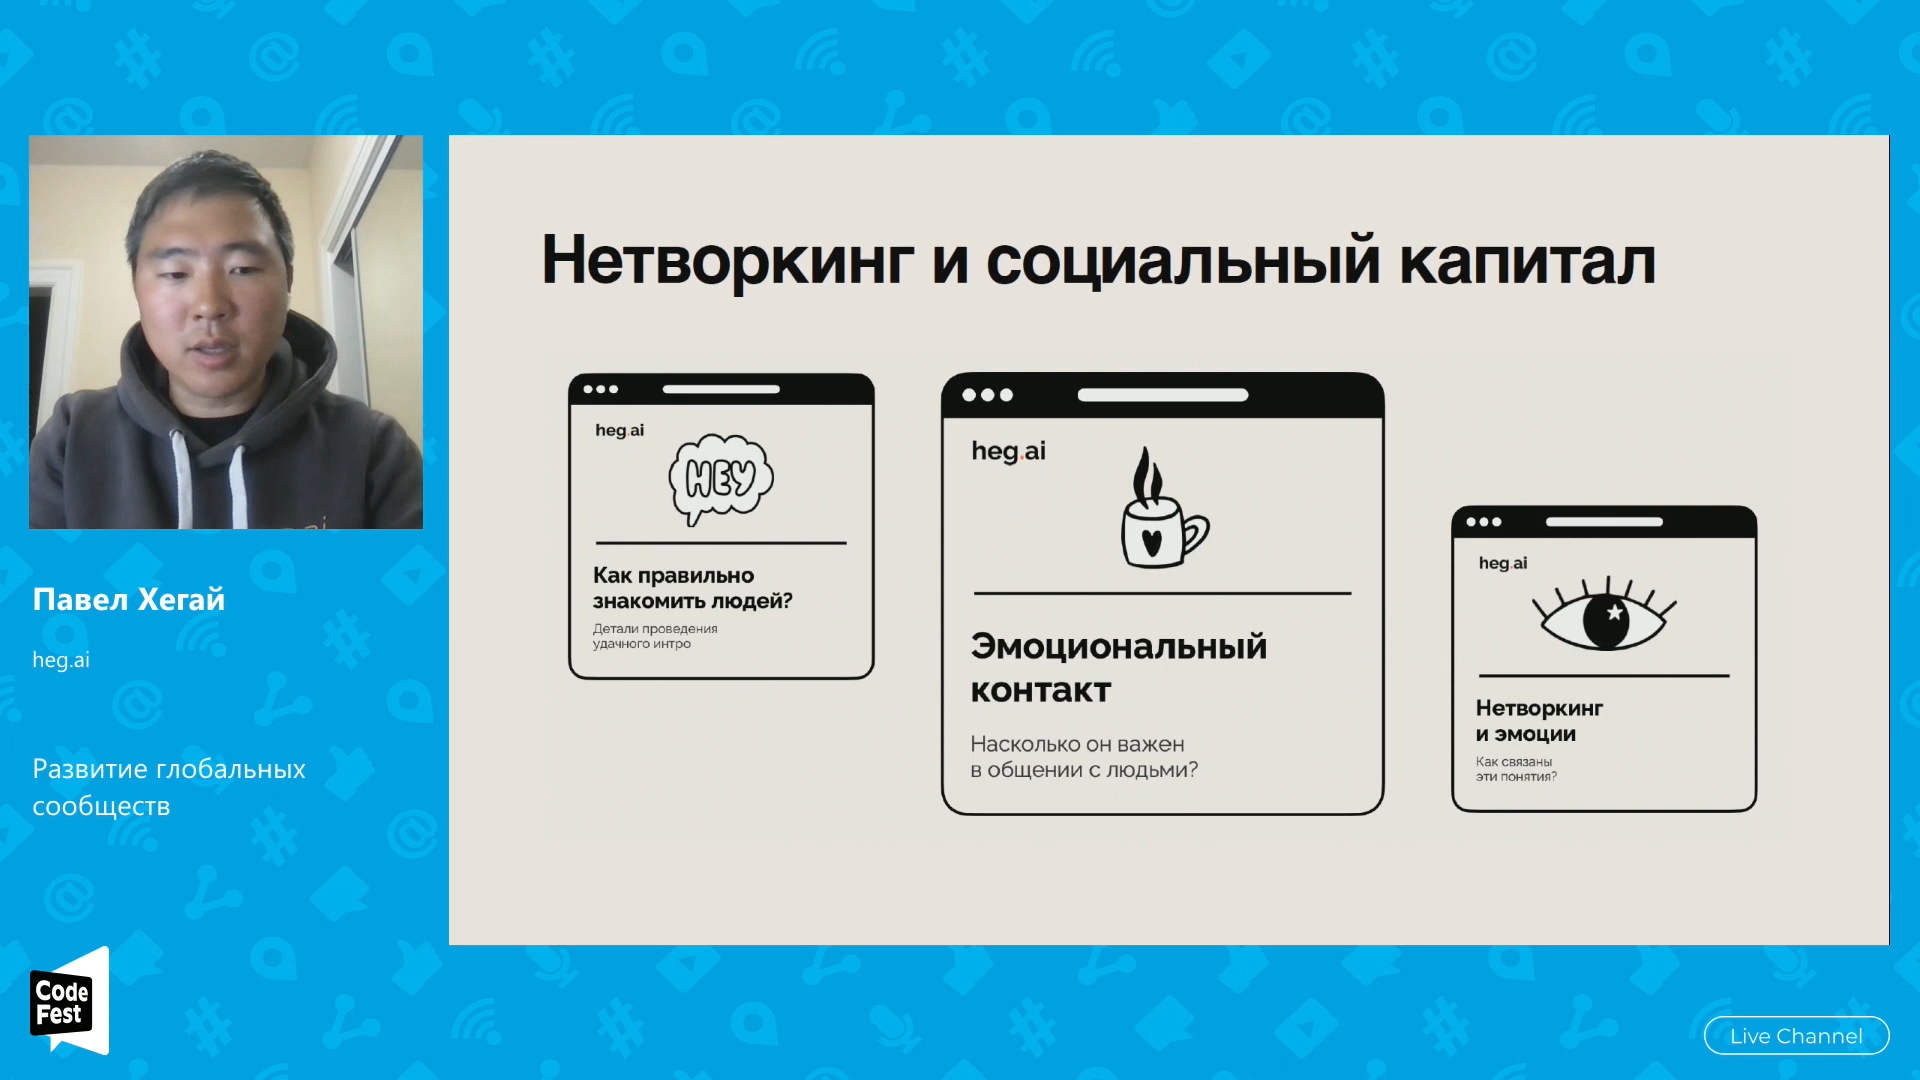 Нетворкинг и социальный капитал
heg.ai
HEY
Как правильно
знакомить людей?
Детали проведения
удачного интро
heg.ai
Эмоциональный
контакт
Насколько он важен
в общении с людьми?
heg.ai
Нетворкинг
и эмоции
Как связаны
эти понятия?
Павел Хегай
heg.ai
Развитие глобальных
сообществ
Code
Fest
Live Channel